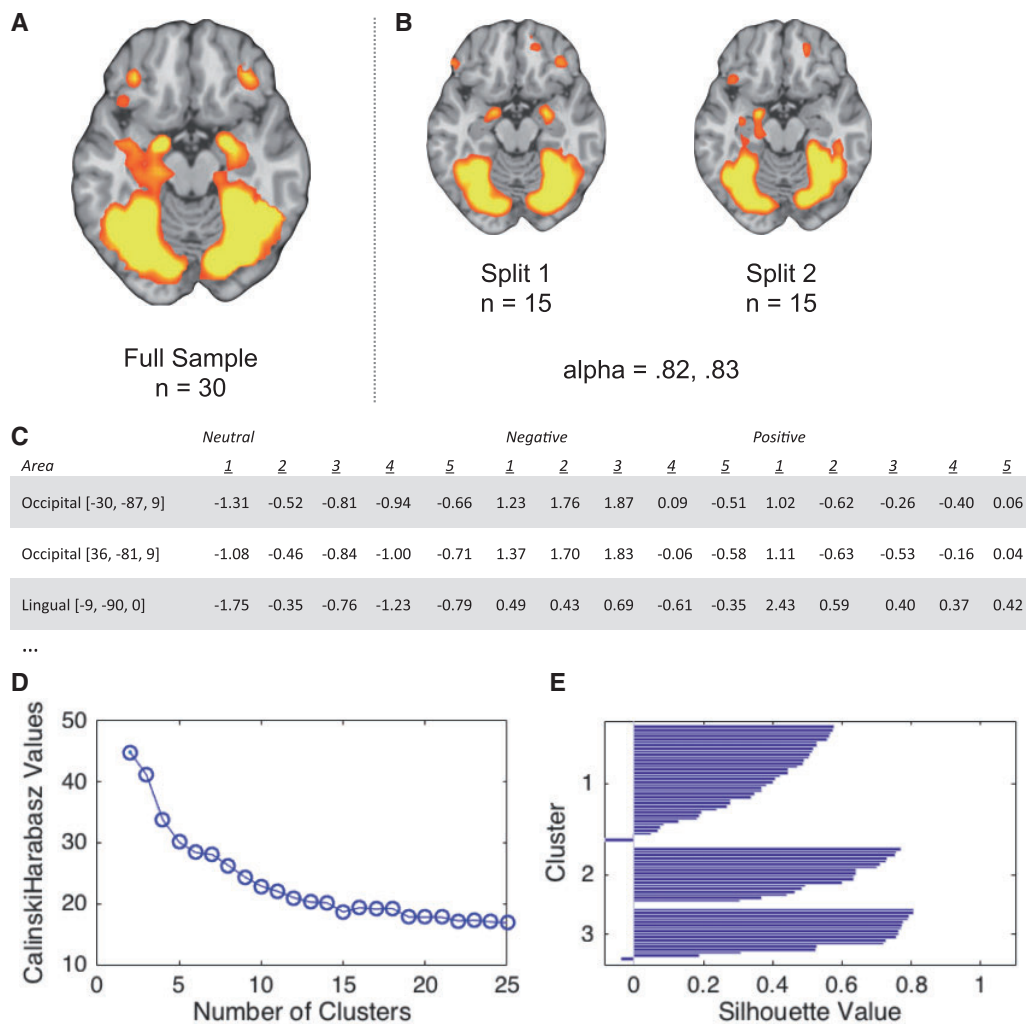 A
B
Full Sample
n = 30
Split 1
n = 15
Split 2
n = 15
alpha = .82, .83
C
Neutral Negative Positive
Area 1 2 3 4 5 1 2 3 4 5 1 2 3 4 5
Occipital [-30, -87, 9] -1.31 -0.52 -0.81 -0.94 -0.66 1.23 1.76 1.87 0.09 -0.51 1.02 -0.62 -0.26 -0.40 0.06
Occipital [36, -81, 9] -1.08 -0.46 -0.84 -1.00 -0.71 1.37 1.70 1.83 -0.06 -0.58 1.11 -0.63 -0.53 -0.16 0.04
Lingual [-9, -90, 0] -1.75 -0.35 -0.76 -1.23 -0.79 0.49 0.43 0.69 -0.61 -0.35 2.43 0.59 0.40 0.37 0.42
...
D
CalinskiHarabasz Values
50
40
30
20
10
0 5 10 15 20 25
Number of Clusters
E
Cluster
1
2
3
0 0.2 0.4 0.6 0.8 1
Silhouette Value